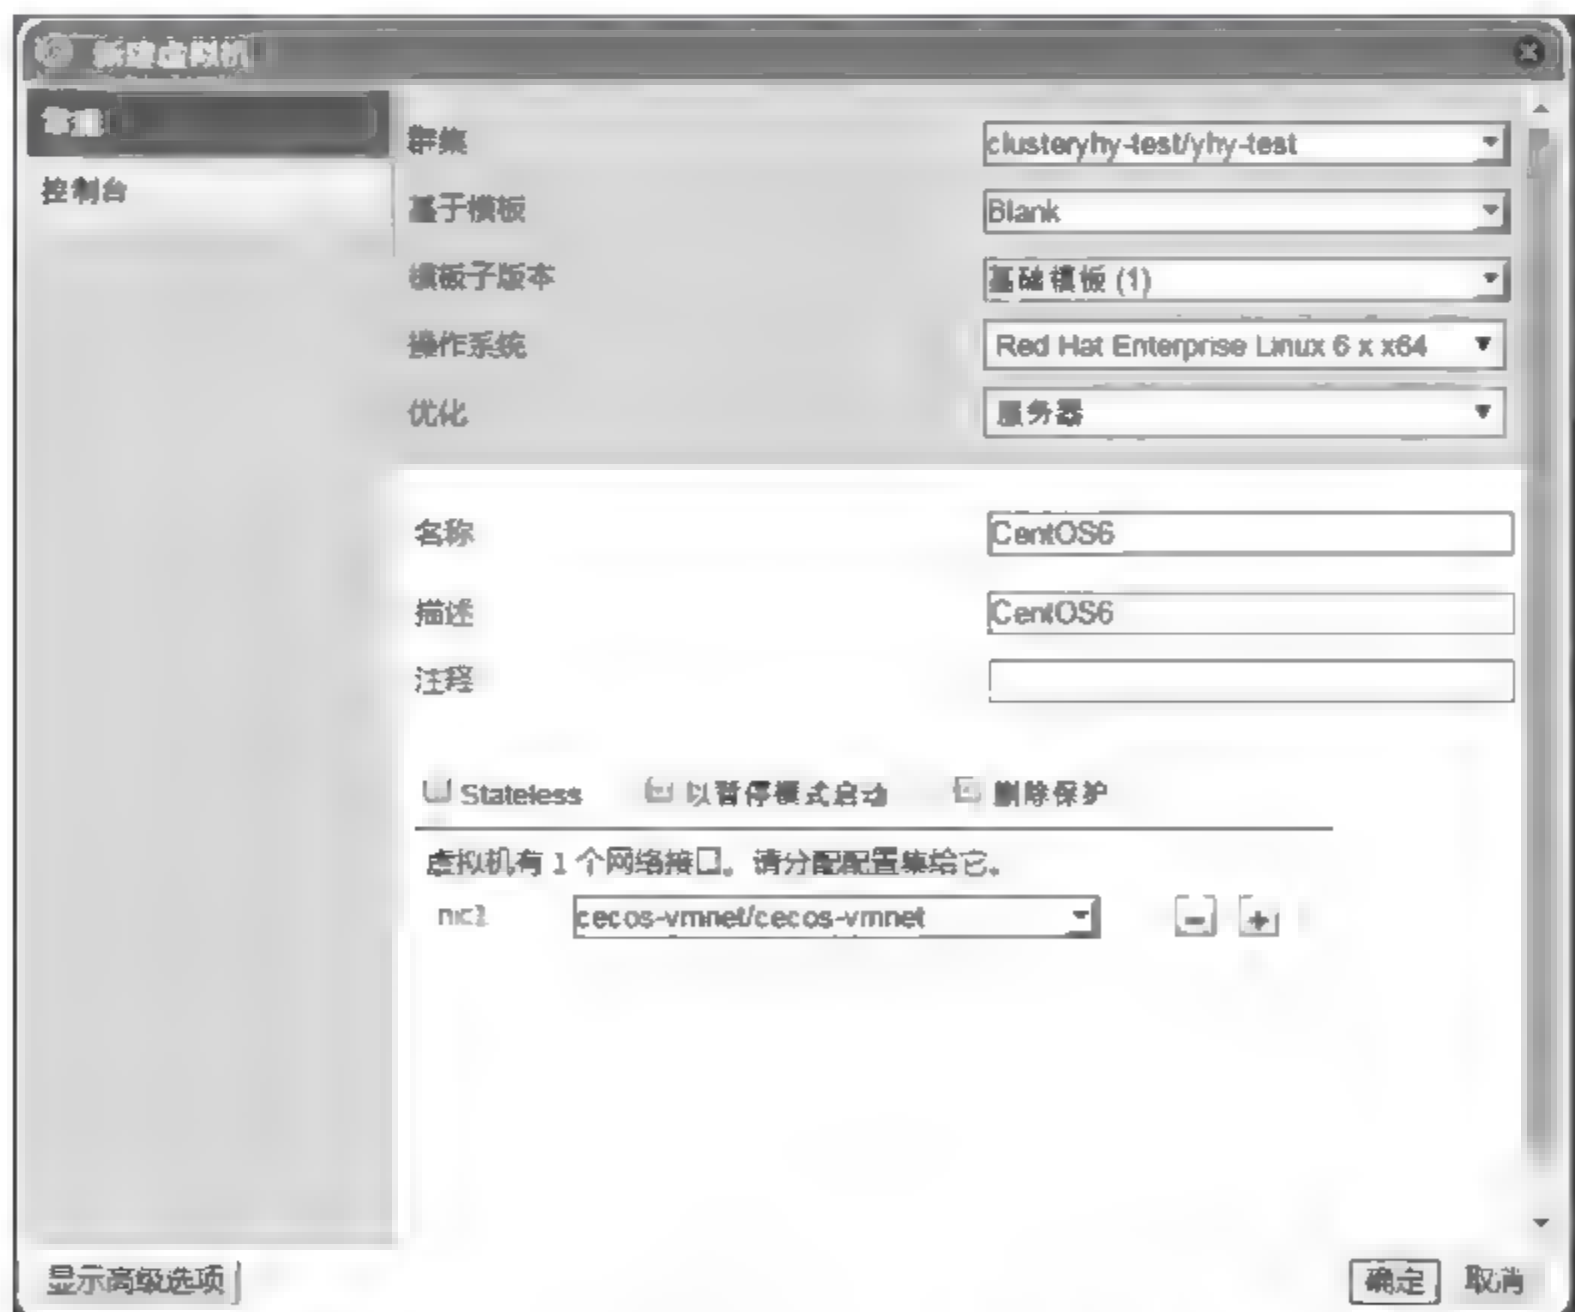 新建虚拟机
常规
控制台
群集 clusteryhy-test/yhy-test
基于模板 Blank
模板子版本 基础模板 (1)
操作系统 Red Hat Enterprise Linux 6 x x64
优化 服务器
名称 CentOS6
描述 CentOS6
注释
Stateless 以暂停模式启动 删除保护
虚拟机有 1 个网络接口。请分配配置集给它。
nic1 cecos-vmnet/cecos-vmnet - +
显示高级选项 确定 取消